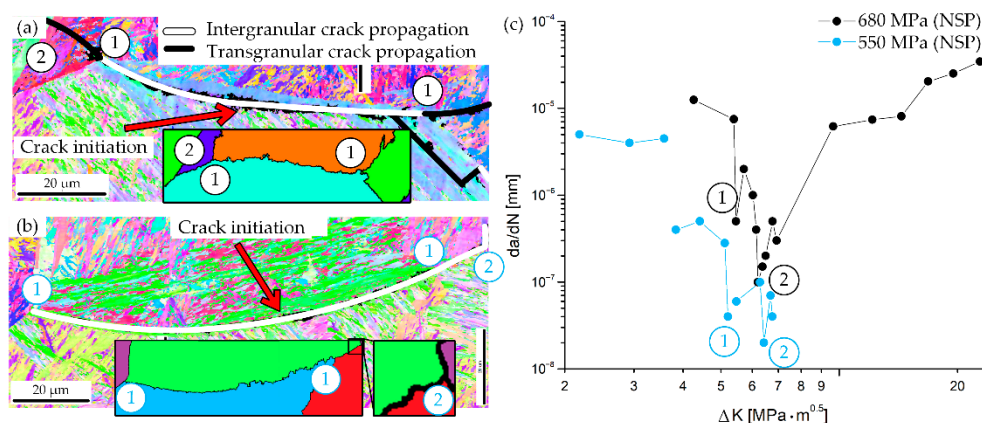 (a)
Intergranular crack propagation
Transgranular crack propagation
1
2
1
Crack initiation
2
1
1
20 µm
(b)
Crack initiation
1
1
2
1
1
2
20 µm
(c)
680 MPa (NSP)
550 MPa (NSP)
da/dN [mm]
10⁻⁴
10⁻⁵
10⁻⁶
10⁻⁷
10⁻⁸
1
2
1
2
2 3 4 5 6 7 8 9 20
ΔK [MPa·m⁰·⁵]